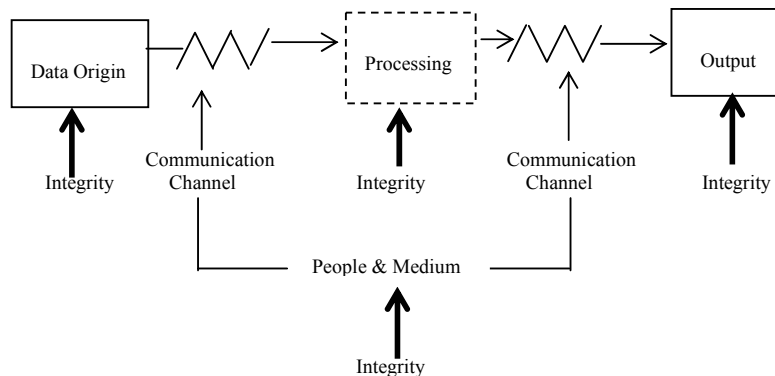 Data Origin
Processing
Output
Communication
Channel
Communication
Channel
Integrity
Integrity
Integrity
People & Medium
Integrity